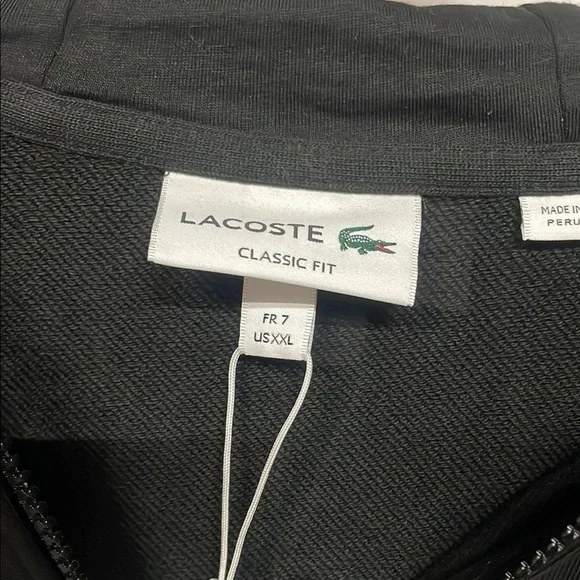 LACOSTE
CLASSIC FIT
FR 7
US XXL
MADE IN
PERU